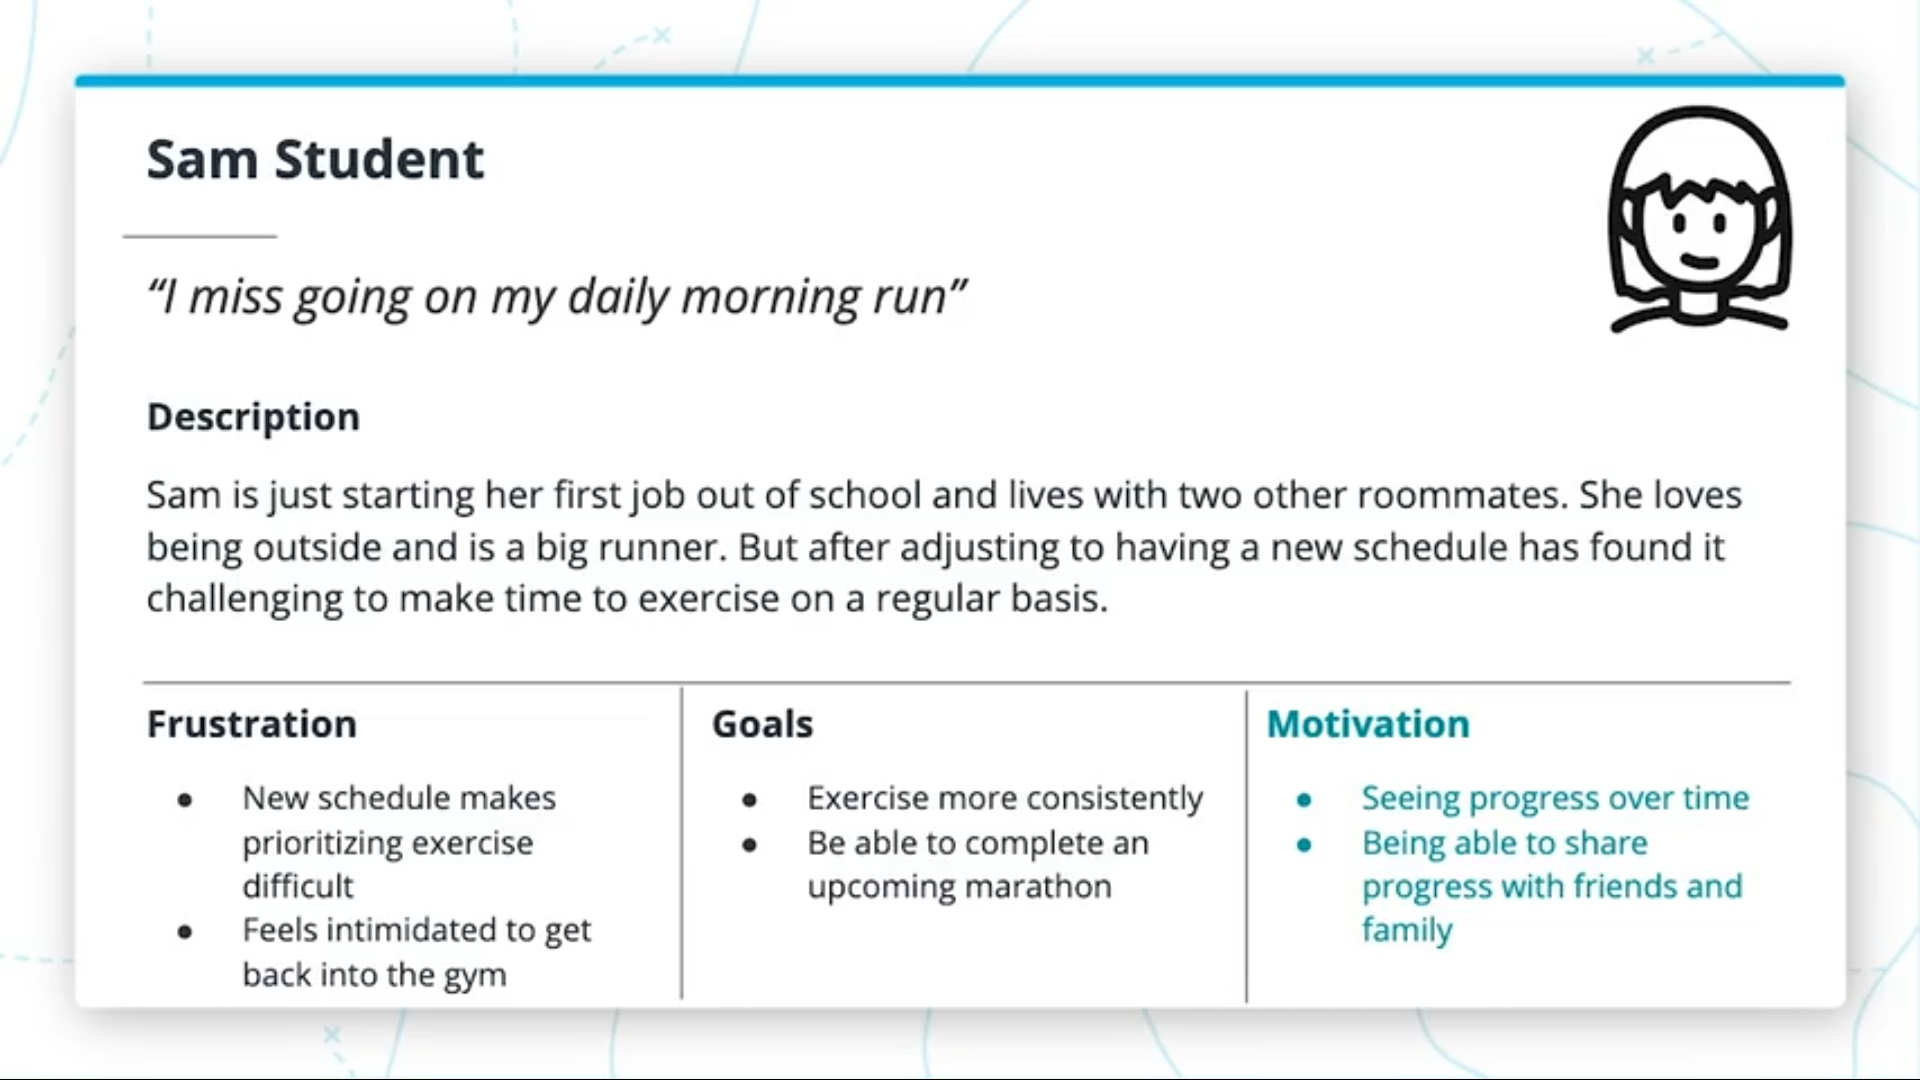 Sam Student
“I miss going on my daily morning run”
Description
Sam is just starting her first job out of school and lives with two other roommates. She loves
being outside and is a big runner. But after adjusting to having a new schedule has found it
challenging to make time to exercise on a regular basis.
Frustration
● New schedule makes
prioritizing exercise
difficult
● Feels intimidated to get
back into the gym
Goals
● Exercise more consistently
● Be able to complete an
upcoming marathon
Motivation
● Seeing progress over time
● Being able to share
progress with friends and
family